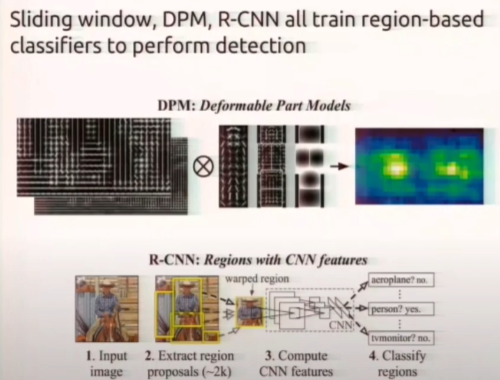 Sliding window, DPM, R-CNN all train region-based
classifiers to perform detection
DPM: Deformable Part Models
R-CNN: Regions with CNN features
warped region
aeroplane? no.
person? yes.
CNN
tvmonitor? no.
1. Input
image
2. Extract region
proposals (~2k)
3. Compute
CNN features
4. Classify
regions